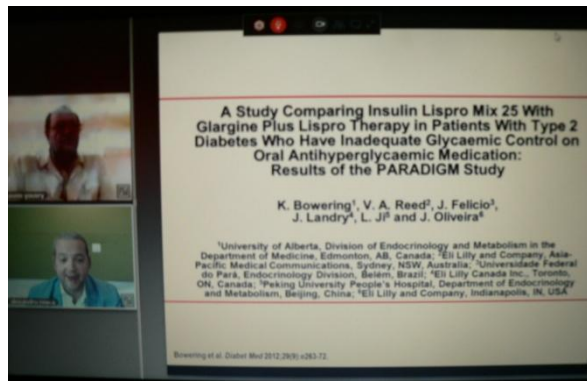 A Study Comparing Insulin Lispro Mix 25 With
Glargine Plus Lispro Therapy in Patients With Type 2
Diabetes Who Have Inadequate Glycaemic Control on
Oral Antihyperglycaemic Medication:
Results of the PARADIGM Study
K. Bowering¹, V. A. Reed², J. Felicio³,
J. Landry⁴, L. Ji⁵ and J. Oliveira⁶
¹University of Alberta, Division of Endocrinology and Metabolism in the
Department of Medicine, Edmonton, AB, Canada; ²Eli Lilly and Company, Asia-
Pacific Medical Communications, Sydney, NSW, Australia; ³Universidade Federal
do Pará, Endocrinology Division, Belém, Brazil; ⁴Eli Lilly Canada Inc., Toronto,
ON, Canada; ⁵Peking University People's Hospital, Department of Endocrinology
and Metabolism, Beijing, China; ⁶Eli Lilly and Company, Indianapolis, IN, USA
Bowering et al. Diabet Med 2012;29(9) e263-72.